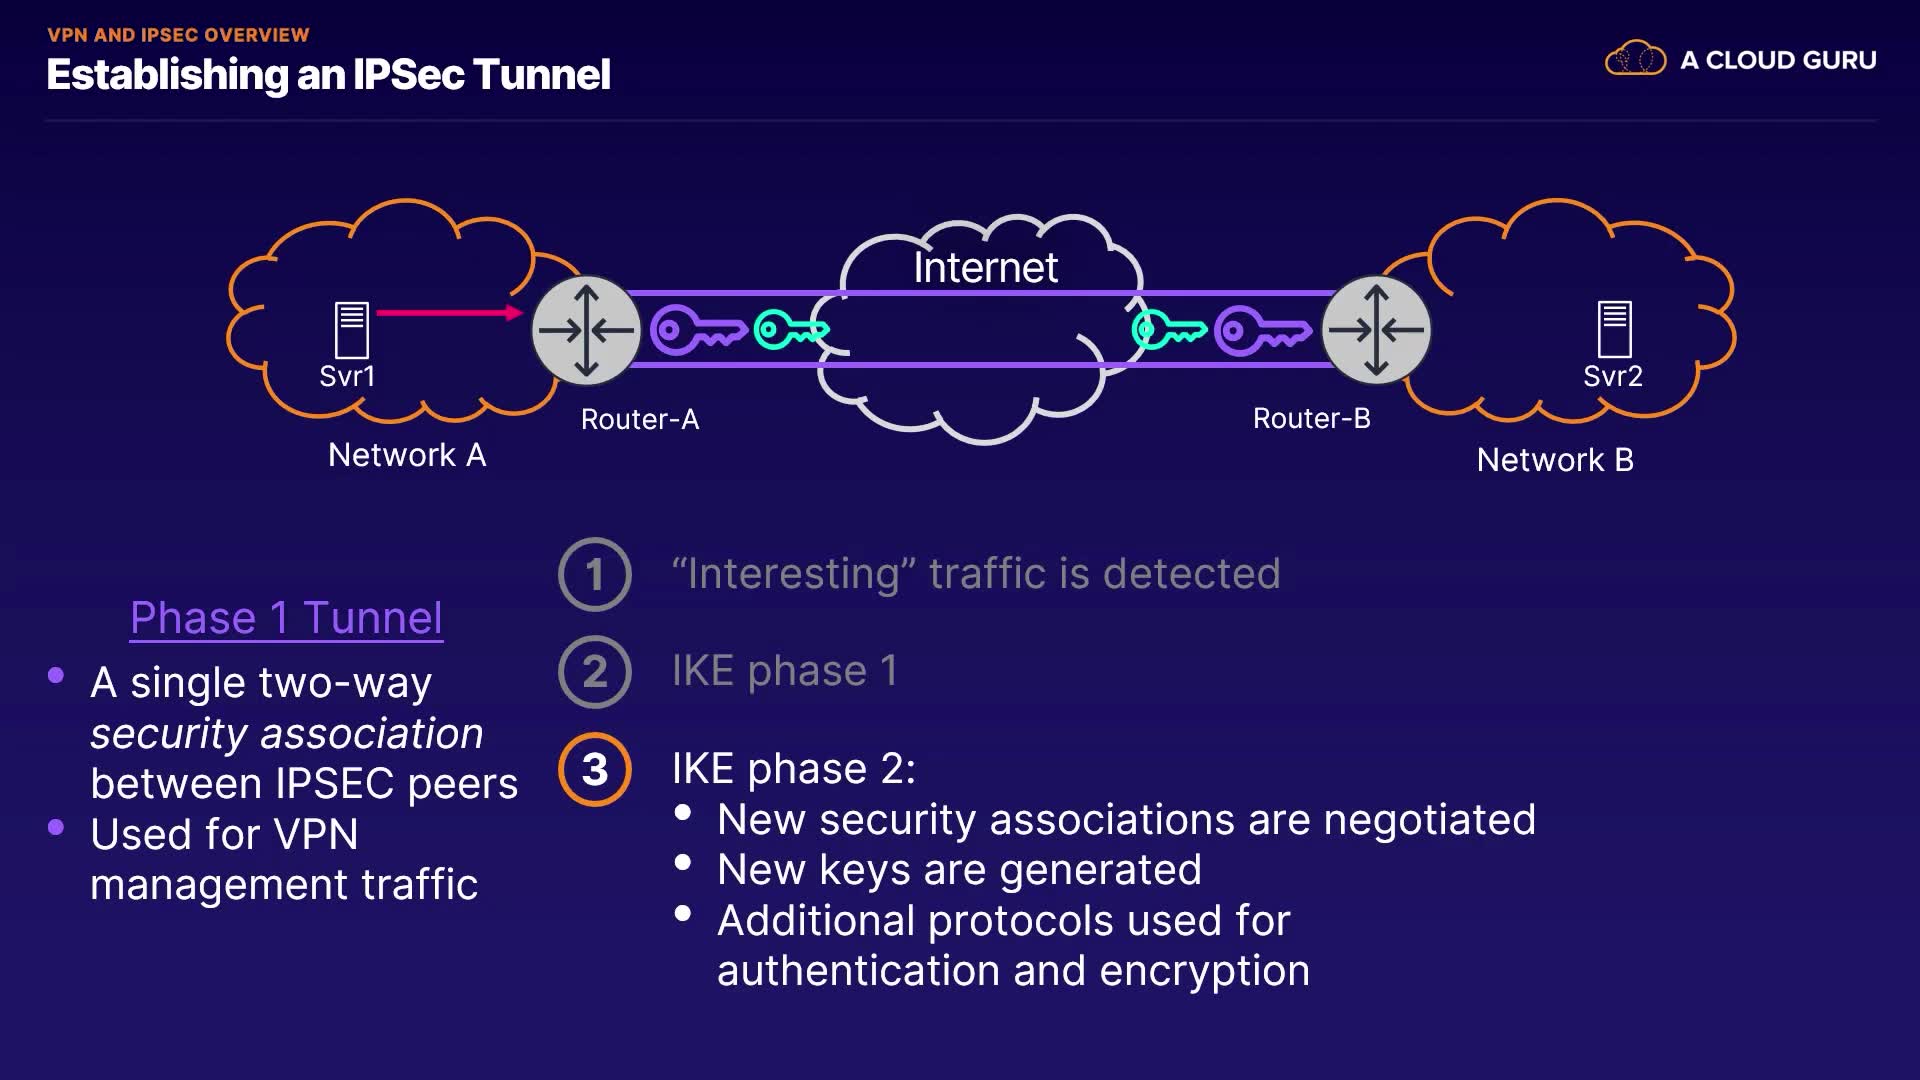 VPN AND IPSEC OVERVIEW
Establishing an IPSec Tunnel
A CLOUD GURU
Internet
Svr1
Svr2
Router-A
Router-B
Network A
Network B
Phase 1 Tunnel
• A single two-way
security association
between IPSEC peers
• Used for VPN
management traffic
1 “Interesting” traffic is detected
2 IKE phase 1
3 IKE phase 2:
• New security associations are negotiated
• New keys are generated
• Additional protocols used for
authentication and encryption